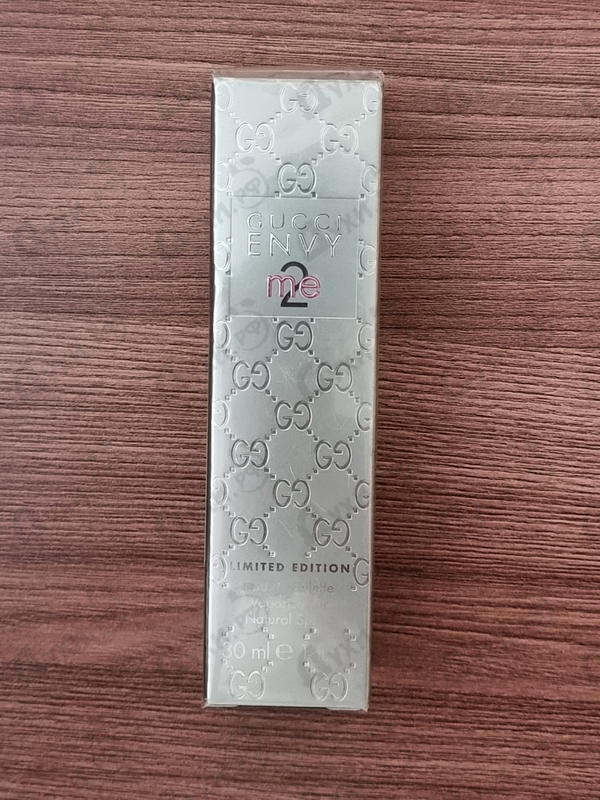 GUCCI
ENVY
me
2
LIMITED EDITION
Natural
30 ml e